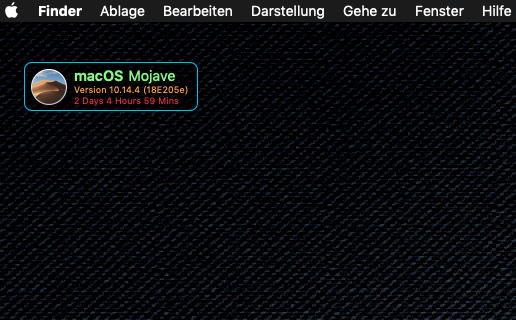 Finder Ablage Bearbeiten Darstellung Gehe zu Fenster Hilfe
macOS Mojave
Version 10.14.4 (18E205e)
2 Days 4 Hours 59 Mins